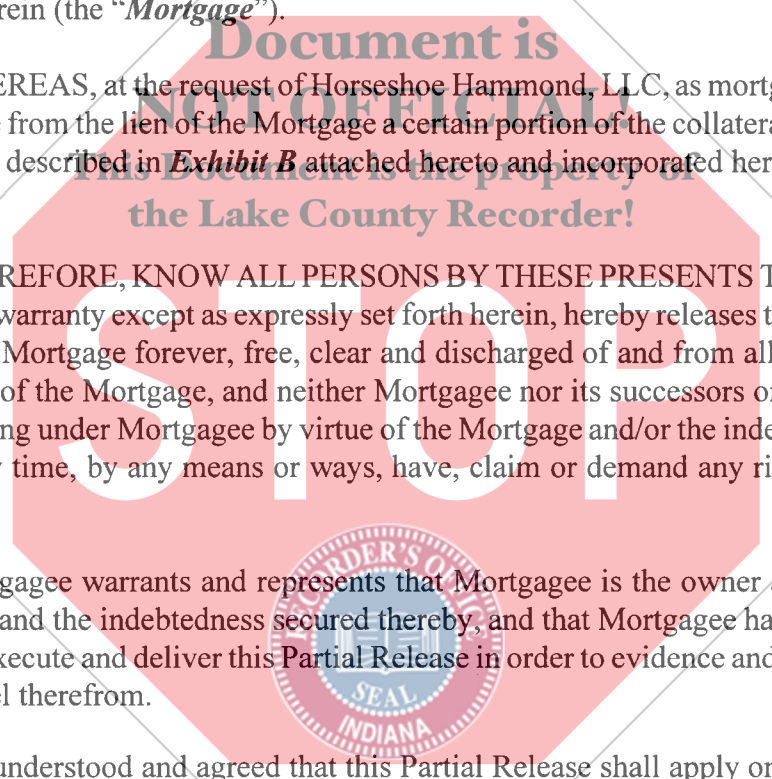 rein (the “Mortgage”).
Document is
EREAS, at the request of Horseshoe Hammond, LLC, as mortg
NOT OFFICIAL!
from the lien of the Mortgage a certain portion of the collatera
This Document is the property of
described in Exhibit B attached hereto and incorporated her
the Lake County Recorder!
REFORE, KNOW ALL PERSONS BY THESE PRESENTS T
warranty except as expressly set forth herein, hereby releases t
Mortgage forever, free, clear and discharged of and from all
of the Mortgage, and neither Mortgagee nor its successors or
ng under Mortgagee by virtue of the Mortgage and/or the inde
time, by any means or ways, have, claim or demand any ri
STOP
gagee warrants and represents that Mortgagee is the owner
and the indebtedness secured thereby, and that Mortgagee ha
xecute and deliver this Partial Release in order to evidence and
el therefrom.
RECORDER'S OFFICE
SEAL
INDIANA
understood and agreed that this Partial Release shall apply or